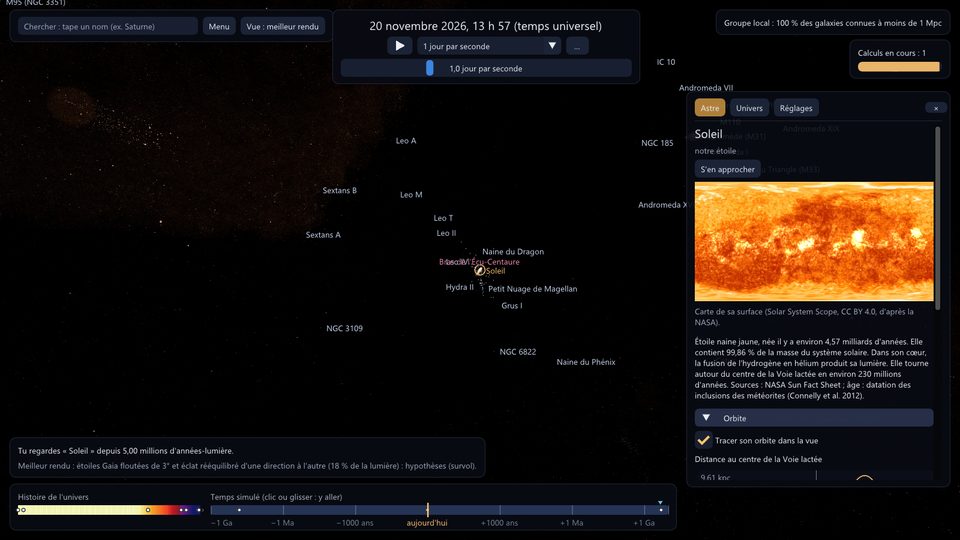 M95 (NGC 3351)
Chercher : tape un nom (ex. Saturne)
Menu
Vue : meilleur rendu
20 novembre 2026, 13 h 57 (temps universel)
1 jour par seconde
...
1,0 jour par seconde
Groupe local : 100 % des galaxies connues à moins de 1 Mpc
Calculs en cours : 1
IC 10
Andromeda VII
Leo A
NGC 185
Sextans B
Leo M
Andromeda X
Leo T
Sextans A
Leo II
Naine du Dragon
Écu-Centaure
Soleil
Hydra II
Petit Nuage de Magellan
Grus I
NGC 3109
NGC 6822
Naine du Phénix
Astre
Univers
Réglages
×
Andromeda XIX
Soleil
notre étoile
S'en approcher
Triangle (M33)
Carte de sa surface (Solar System Scope, CC BY 4.0, d'après la
NASA).
Étoile naine jaune, née il y a environ 4,57 milliards d'années. Elle
contient 99,86 % de la masse du système solaire. Dans son cœur,
la fusion de l'hydrogène en hélium produit sa lumière. Elle tourne
autour du centre de la Voie lactée en environ 230 millions
d'années. Sources : NASA Sun Fact Sheet ; âge : datation des
inclusions des météorites (Connelly et al. 2012).
Orbite
Tracer son orbite dans la vue
Distance au centre de la Voie lactée
9,61 kpc
Tu regardes « Soleil » depuis 5,00 millions d'années-lumière.
Meilleur rendu : étoiles Gaia floutées de 3° et éclat rééquilibré d'une direction à l'autre (18 % de la lumière) : hypothèses (survol).
Histoire de l'univers
Temps simulé (clic ou glisser : y aller)
−1 Ga
−1 Ma
−1000 ans
aujourd'hui
+1000 ans
+1 Ma
+1 Ga